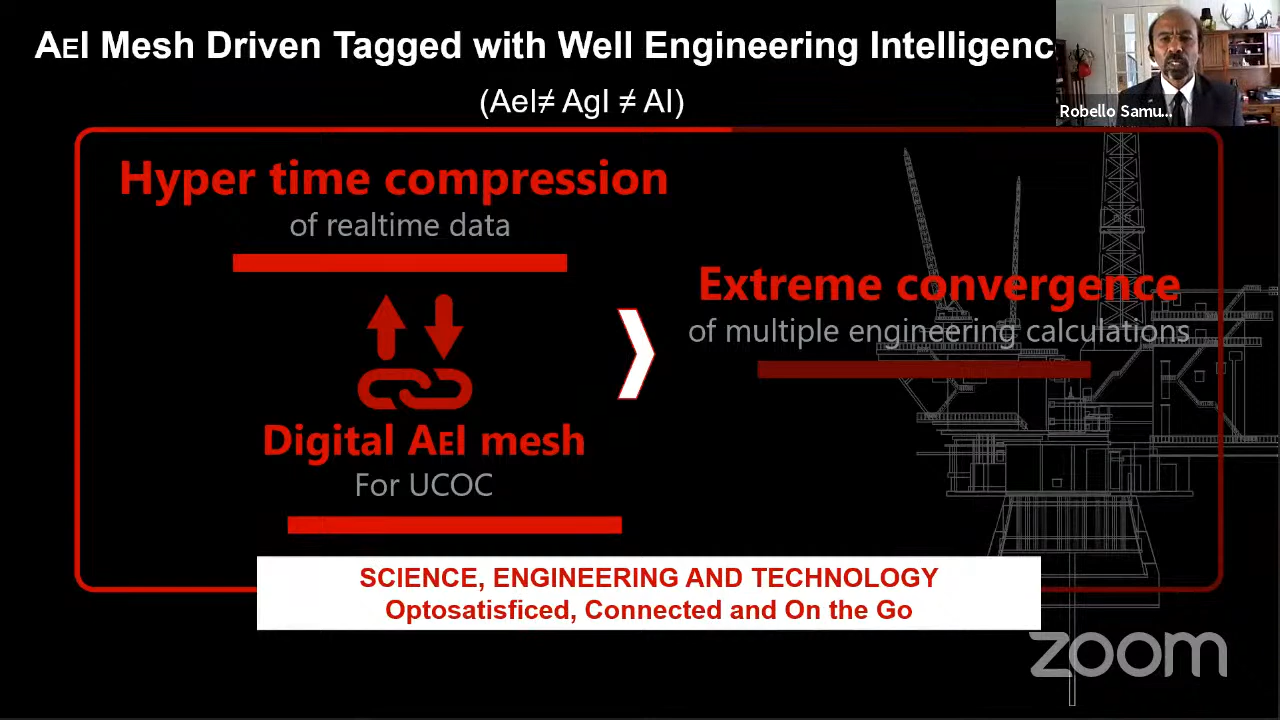 AEI Mesh Driven Tagged with Well Engineering Intelligenc
(AeI≠ AgI ≠ AI)
Robello Samu...
Hyper time compression
of realtime data
Extreme convergence
of multiple engineering calculations
Digital AEI mesh
For UCOC
SCIENCE, ENGINEERING AND TECHNOLOGY
Optosatisficed, Connected and On the Go
zoom